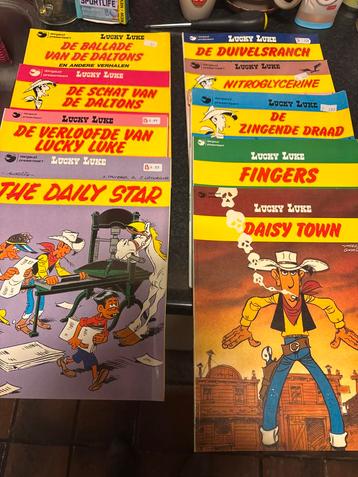 SPORTLIFE
LUCKY LUKE
DE BALLADE
VAN DE DALTONS
EN ANDERE VERHALEN
LUCKY LUKE
DE SCHAT VAN
DE DALTONS
LUCKY LUKE
DE VERLOOFDE VAN
LUCKY LUKE
LUCKY LUKE
THE DAILY STAR
LUCKY LUKE
DE DUIVELSRANCH
LUCKY LUKE
NITROGLYCERINE
LUCKY LUKE
DE
ZINGENDE DRAAD
LUCKY LUKE
FINGERS
LUCKY LUKE
DAISY TOWN